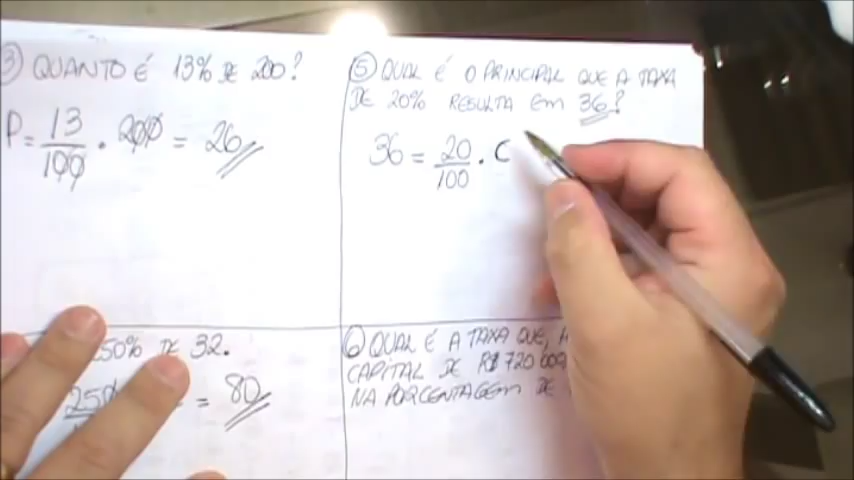 ③ QUANTO É 13% DE 200?
P = 13/100 . 200 = 26
250% DE 32.
= 80
⑤ QUAL É O PRINCIPAL QUE A TAXA
DE 20% RESULTA EM 36?
36 = 20/100 . C
⑥ QUAL É A TAXA QUE,
CAPITAL DE R$ 720
NA PORCENTAGEM DE